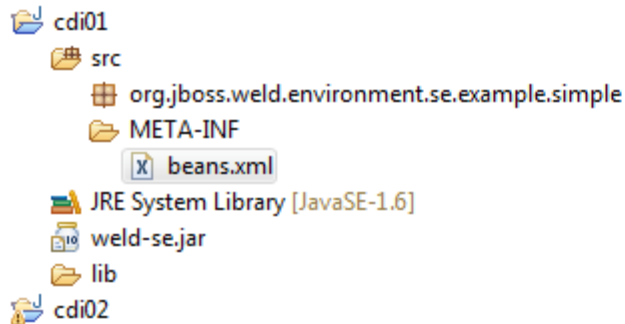 cdi01
src
org.jboss.weld.environment.se.example.simple
META-INF
beans.xml
JRE System Library [JavaSE-1.6]
weld-se.jar
lib
cdi02